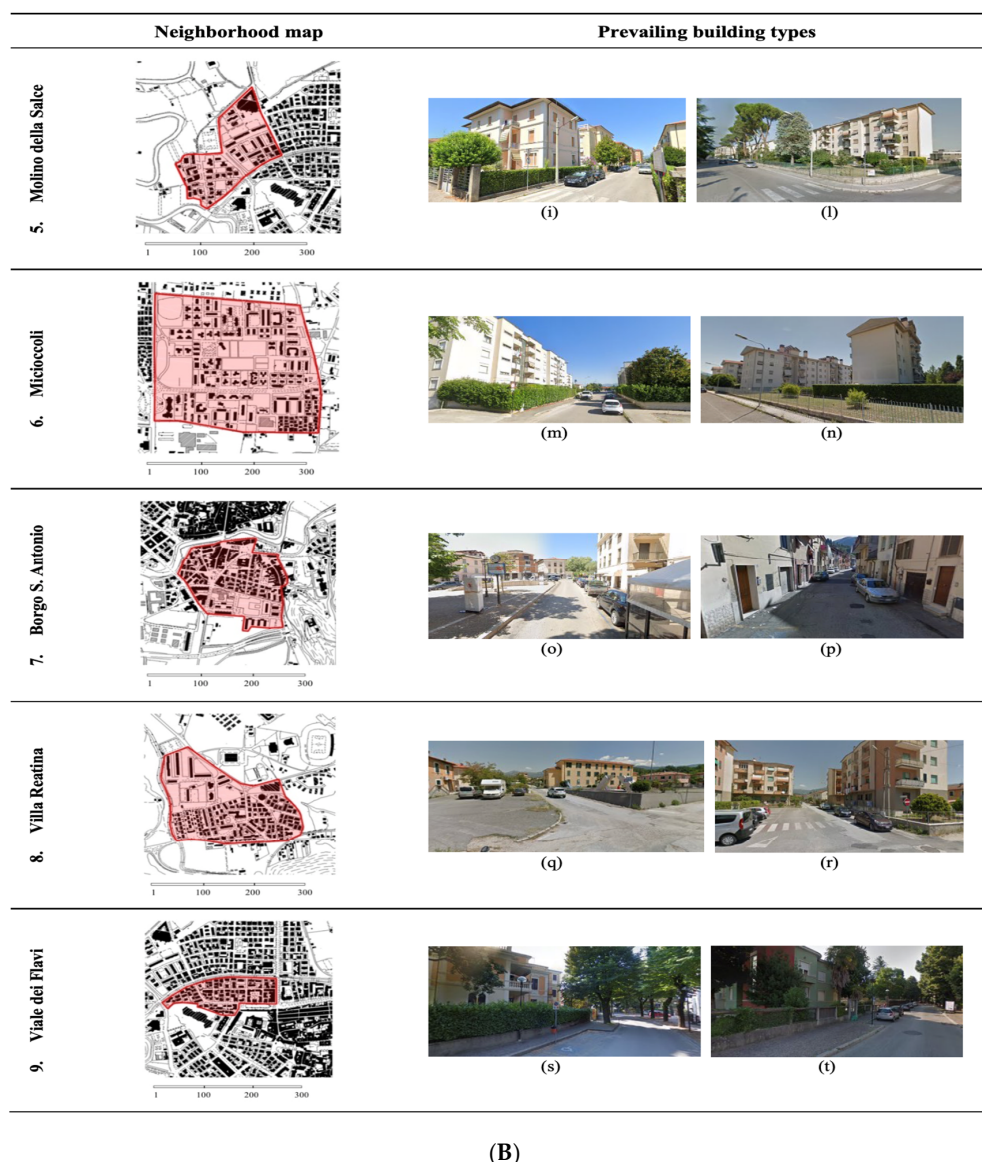 Neighborhood map Prevailing building types
5. Molino della Salce
(i) (l)
1 100 200 300
6. Micioccoli
(m) (n)
1 100 200 300
7. Borgo S. Antonio
(o) (p)
1 100 200 300
8. Villa Reatina
(q) (r)
1 100 200 300
9. Viale dei Flavi
(s) (t)
1 100 200 300
(B)